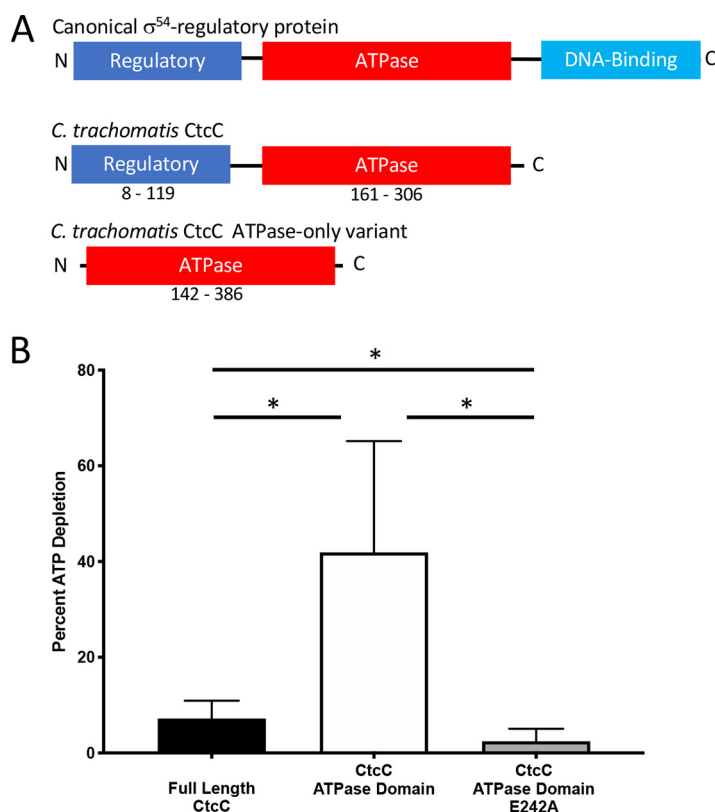 A
Canonical σ54-regulatory protein
N Regulatory ATPase DNA-Binding C
C. trachomatis CtcC
N Regulatory ATPase C
8 - 119 161 - 306
C. trachomatis CtcC ATPase-only variant
N ATPase C
142 - 386
B
80
60
40
20
0
Percent ATP Depletion
*
* *
Full Length
CtcC
CtcC
ATPase Domain
CtcC
ATPase Domain
E242A